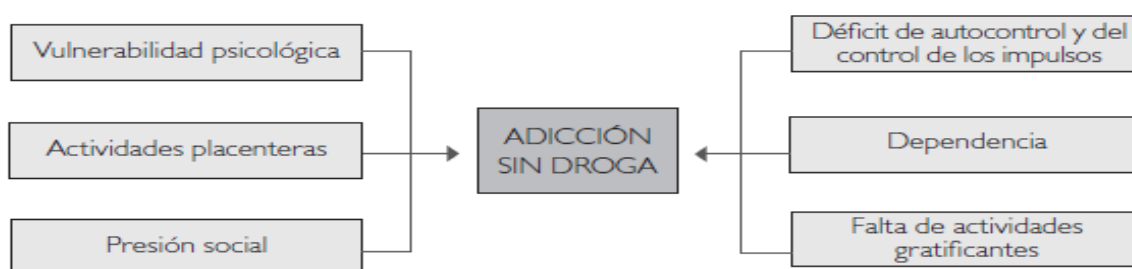 Vulnerabilidad psicológica
Actividades placenteras
Presión social
ADICCIÓN
SIN DROGA
Déficit de autocontrol y del
control de los impulsos
Dependencia
Falta de actividades
gratificantes